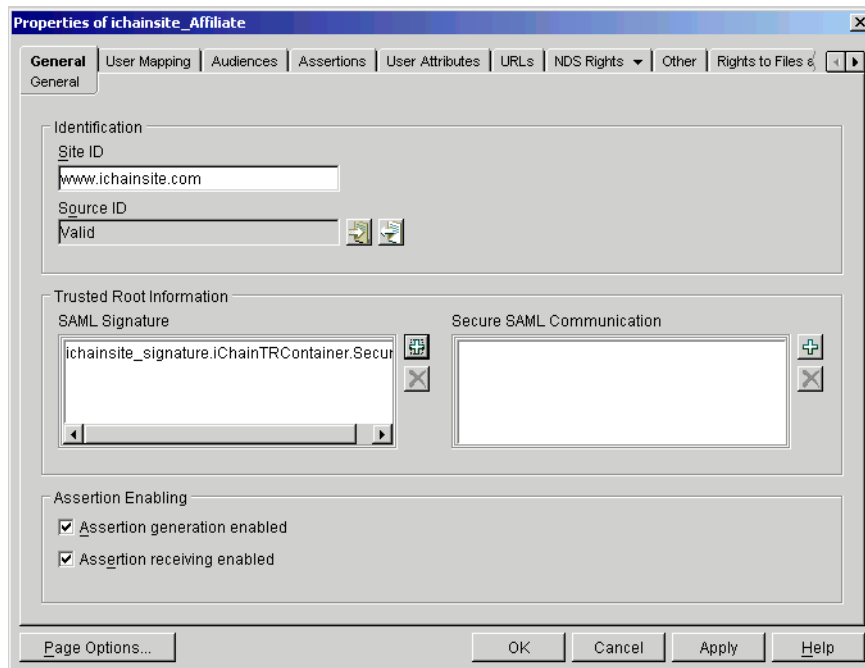 Properties of ichainsite_Affiliate
General User Mapping Audiences Assertions User Attributes URLs NDS Rights Other Rights to Files
General
Identification
Site ID
www.ichainsite.com
Source ID
Valid
Trusted Root Information
SAML Signature Secure SAML Communication
ichainsite_signature.iChainTRContainer.Secur
Assertion Enabling
Assertion generation enabled
Assertion receiving enabled
Page Options... OK Cancel Apply Help